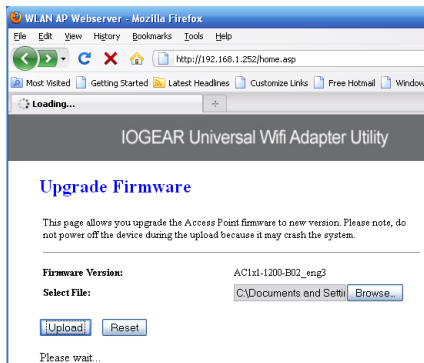 WLAN AP Webserver - Mozilla Firefox
File Edit View History Bookmarks Tools Help
http://192.168.1.252/home.asp
Most Visited Getting Started Latest Headlines Customize Links Free Hotmail Window
Loading...
IOGEAR Universal Wifi Adapter Utility
Upgrade Firmware
This page allows you upgrade the Access Point firmware to new version. Please note, do
not power off the device during the upload because it may crash the system.
Firmware Version: AC1x1-1200-B02_eng3
Select File: C:\Documents and Settin Browse...
Upload Reset
Please wait...